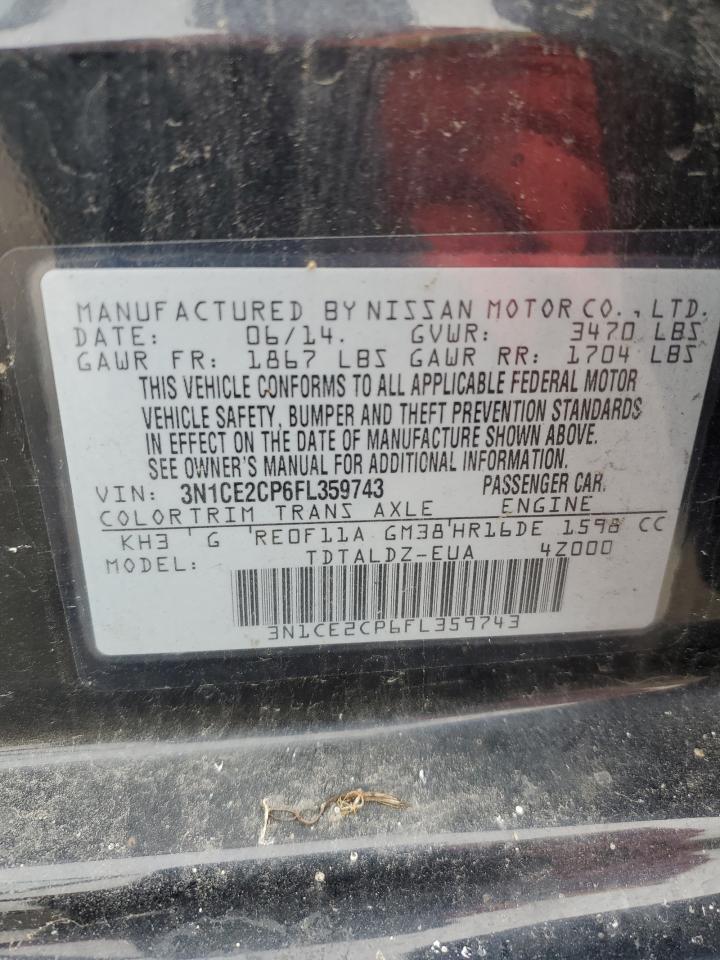 MANUFACTURED BY NISSAN MOTOR CO., LTD.
DATE: 06/14. GVWR: 3470 LBS
GAWR FR: 1867 LBS GAWR RR: 1704 LBS
THIS VEHICLE CONFORMS TO ALL APPLICABLE FEDERAL MOTOR
VEHICLE SAFETY, BUMPER AND THEFT PREVENTION STANDARDS
IN EFFECT ON THE DATE OF MANUFACTURE SHOWN ABOVE.
SEE OWNER'S MANUAL FOR ADDITIONAL INFORMATION.
VIN: 3N1CE2CP6FL359743 PASSENGER CAR.
COLOR TRIM TRANS AXLE ENGINE
KH3 G RE0F11A GM38 HR16DE 1598 CC
MODEL: TDTALDZ-EUA 4Z000
3N1CE2CP6FL359743